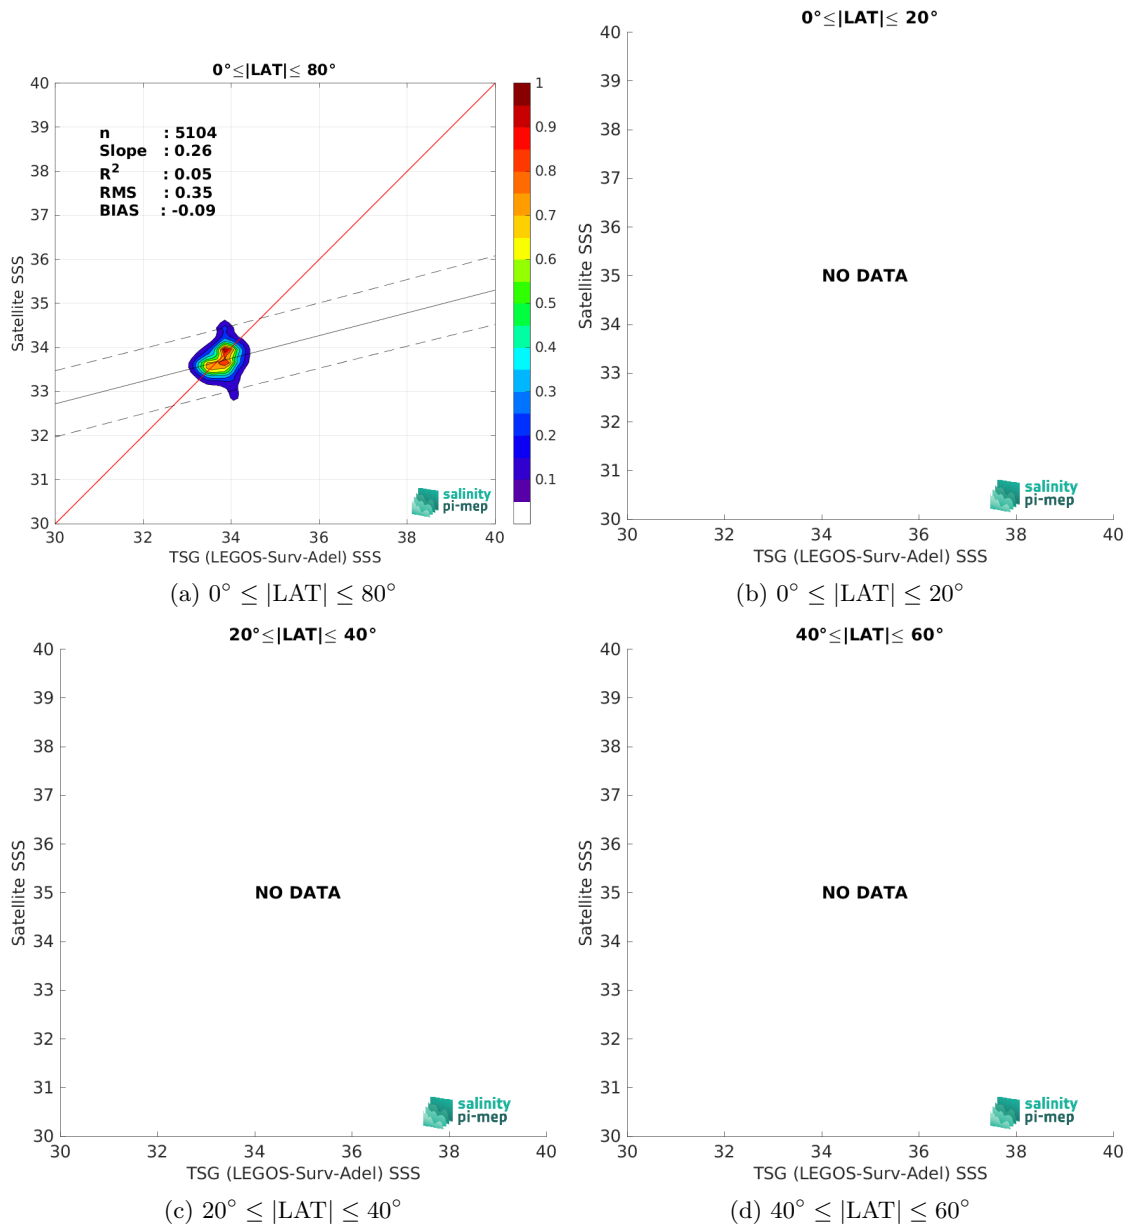 0°≤|LAT|≤ 80°
40
39
38
37
36
35
34
33
32
31
30
n : 5104
Slope : 0.26
R² : 0.05
RMS : 0.35
BIAS : -0.09
Satellite SSS
salinity
pi-mep
30 32 34 36 38 40
TSG (LEGOS-Surv-Adel) SSS
1
0.9
0.8
0.7
0.6
0.5
0.4
0.3
0.2
0.1
(a) 0° ≤ |LAT| ≤ 80°
0°≤|LAT|≤ 20°
40
39
38
37
36
35
34
33
32
31
30
Satellite SSS
NO DATA
salinity
pi-mep
30 32 34 36 38 40
TSG (LEGOS-Surv-Adel) SSS
(b) 0° ≤ |LAT| ≤ 20°
20°≤|LAT|≤ 40°
40
39
38
37
36
35
34
33
32
31
30
Satellite SSS
NO DATA
salinity
pi-mep
30 32 34 36 38 40
TSG (LEGOS-Surv-Adel) SSS
(c) 20° ≤ |LAT| ≤ 40°
40°≤|LAT|≤ 60°
40
39
38
37
36
35
34
33
32
31
30
Satellite SSS
NO DATA
salinity
pi-mep
30 32 34 36 38 40
TSG (LEGOS-Surv-Adel) SSS
(d) 40° ≤ |LAT| ≤ 60°